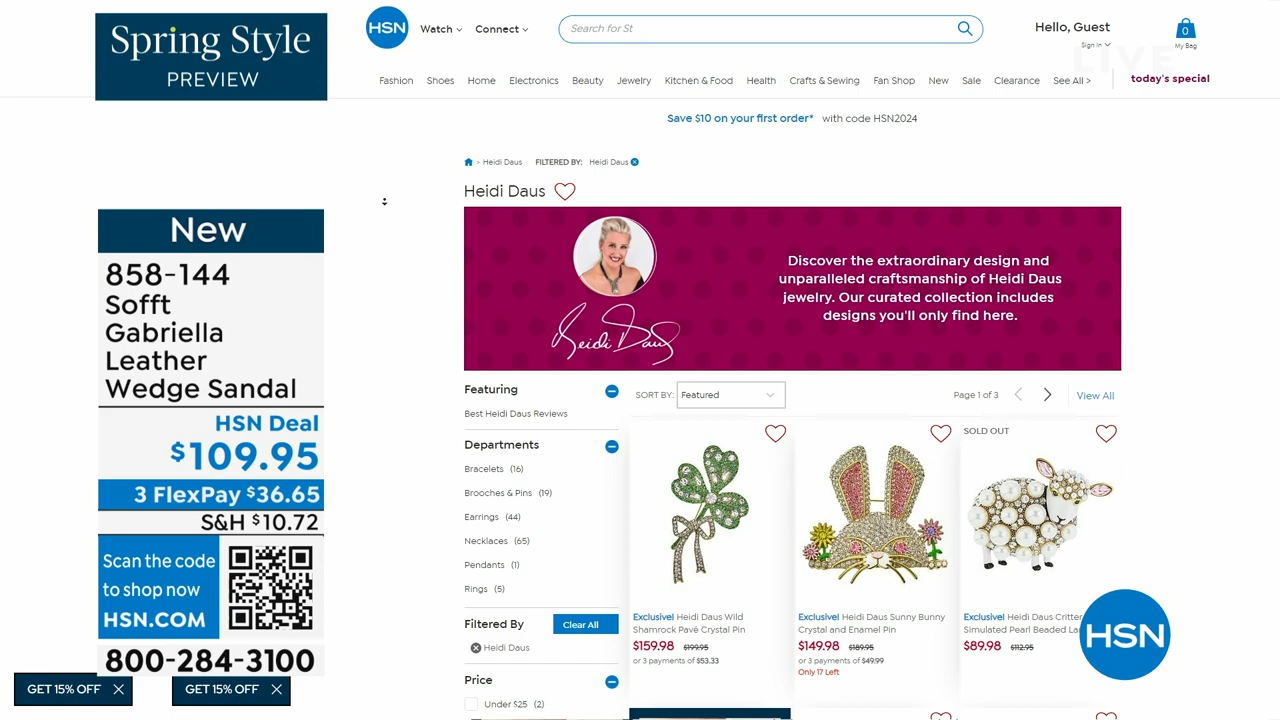 Spring Style
PREVIEW
HSN
Watch
Connect
Search for St
Hello, Guest
Sign In
0
My Bag
LIVE
Fashion Shoes Home Electronics Beauty Jewelry Kitchen & Food Health Crafts & Sewing Fan Shop New Sale Clearance See All >
today's special
Save $10 on your first order* with code HSN2024
> Heidi Daus FILTERED BY: Heidi Daus
Heidi Daus
Heidi Daus
Discover the extraordinary design and
unparalleled craftsmanship of Heidi Daus
jewelry. Our curated collection includes
designs you'll only find here.
New
858-144
Sofft
Gabriella
Leather
Wedge Sandal
HSN Deal
$109.95
3 FlexPay $36.65
S&H $10.72
Scan the code
to shop now
HSN.COM
800-284-3100
GET 15% OFF
GET 15% OFF
Featuring
Best Heidi Daus Reviews
Departments
Bracelets (16)
Brooches & Pins (19)
Earrings (44)
Necklaces (65)
Pendants (1)
Rings (5)
Filtered By
Clear All
Heidi Daus
Price
Under $25 (2)
SORT BY: Featured
Page 1 of 3
View All
Exclusive! Heidi Daus Wild
Shamrock Pavé Crystal Pin
$159.98 $199.95
or 3 payments of $53.33
Exclusive! Heidi Daus Sunny Bunny
Crystal and Enamel Pin
$149.98 $189.95
or 3 payments of $49.99
Only 17 Left
SOLD OUT
Exclusive! Heidi Daus Critter
Simulated Pearl Beaded La
$89.98 $112.95
HSN